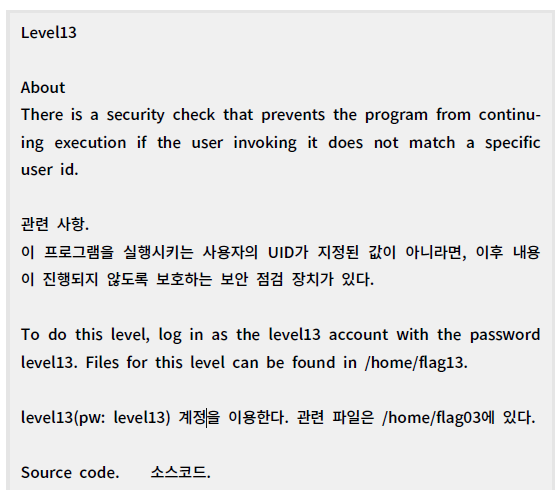 Level13
About
There is a security check that prevents the program from continu-
ing execution if the user invoking it does not match a specific
user id.
관련 사항.
이 프로그램을 실행시키는 사용자의 UID가 지정된 값이 아니라면, 이후 내용
이 진행되지 않도록 보호하는 보안 점검 장치가 있다.
To do this level, log in as the level13 account with the password
level13. Files for this level can be found in /home/flag13.
level13(pw: level13) 계정을 이용한다. 관련 파일은 /home/flag03에 있다.
Source code. 소스코드.